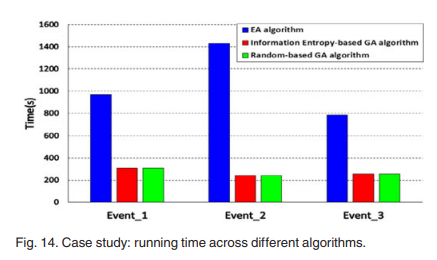 1600
1400
1200
1000
800
600
400
200
0
Time(s)
EA algorithm
Information Entropy-based GA algorithm
Random-based GA algorithm
Event_1 Event_2 Event_3
Fig. 14. Case study: running time across different algorithms.